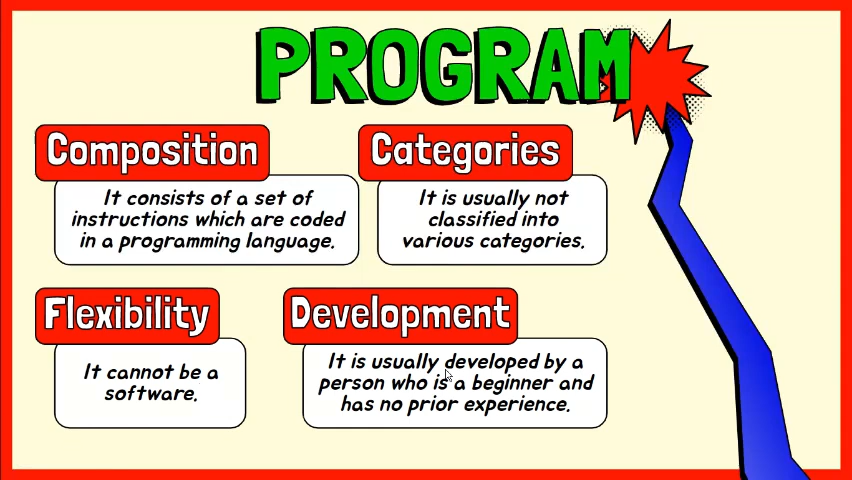 PROGRAM
Composition
It consists of a set of
instructions which are coded
in a programming language.
Categories
It is usually not
classified into
various categories.
Flexibility
It cannot be a
software.
Development
It is usually developed by a
person who is a beginner and
has no prior experience.